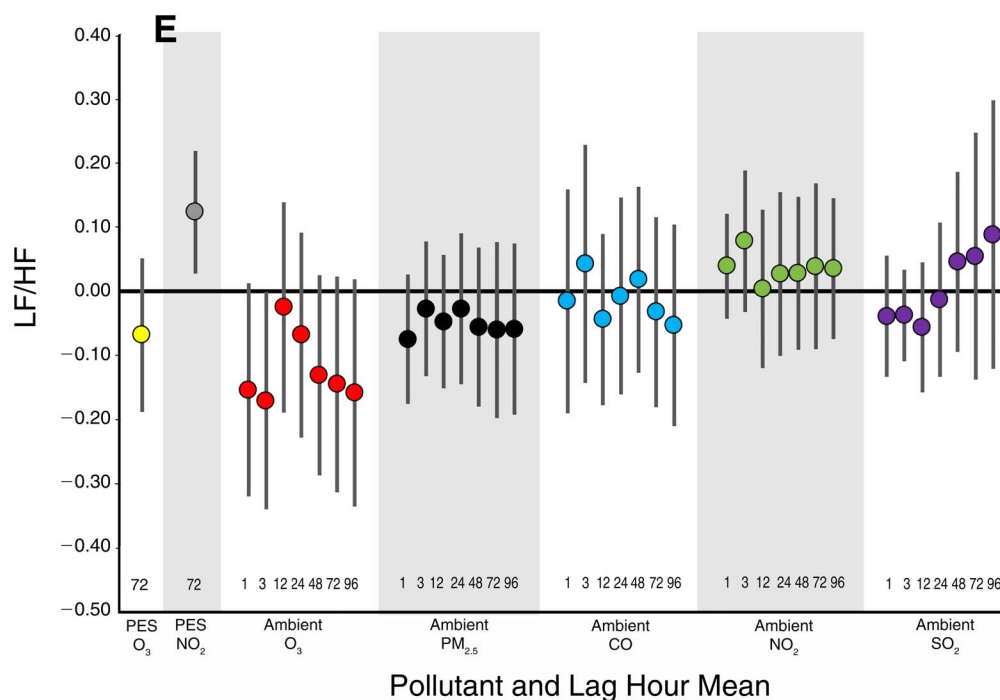 E
0.40
0.30
0.20
0.10
0.00
−0.10
−0.20
−0.30
−0.40
−0.50
LF/HF
72 72 1 3 12 24 48 72 96 1 3 12 24 48 72 96 1 3 12 24 48 72 96 1 3 12 24 48 72 96 1 3 12 24 48 72 96
PES PES Ambient Ambient Ambient Ambient Ambient
O₃ NO₂ O₃ PM₂.₅ CO NO₂ SO₂
Pollutant and Lag Hour Mean